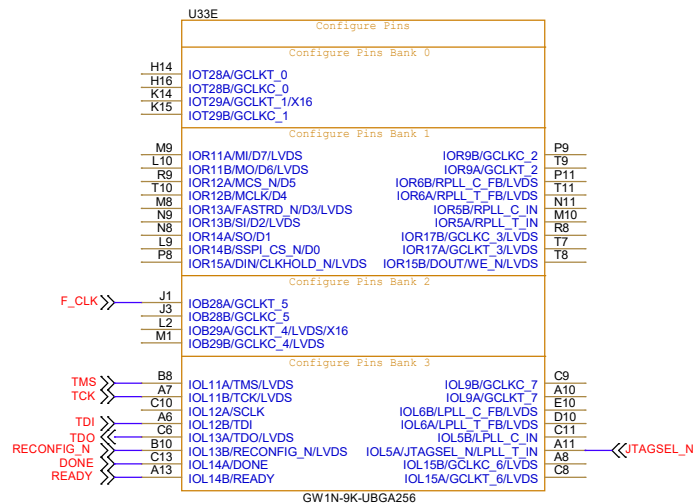 U33E
Configure Pins
Configure Pins Bank 0
H14 IOT28A/GCLKT_0
H16 IOT28B/GCLKC_0
K14 IOT29A/GCLKT_1/X16
K15 IOT29B/GCLKC_1
Configure Pins Bank 1
M9 IOR11A/MI/D7/LVDS IOR9B/GCLKC_2 P9
L10 IOR11B/MO/D6/LVDS IOR9A/GCLKT_2 T9
R9 IOR12A/MCS_N/D5 IOR6B/RPLL_C_FB/LVDS P11
T10 IOR12B/MCLK/D4 IOR6A/RPLL_T_FB/LVDS T11
M8 IOR13A/FASTRD_N/D3/LVDS IOR5B/RPLL_C_IN N11
N9 IOR13B/SI/D2/LVDS IOR5A/RPLL_T_IN M10
N8 IOR14A/SO/D1 IOR17B/GCLKC_3/LVDS R8
L9 IOR14B/SSPI_CS_N/D0 IOR17A/GCLKT_3/LVDS T7
P8 IOR15A/DIN/CLKHOLD_N/LVDS IOR15B/DOUT/WE_N/LVDS T8
Configure Pins Bank 2
F_CLK J1 IOB28A/GCLKT_5
J3 IOB28B/GCLKC_5
L2 IOB29A/GCLKT_4/LVDS/X16
M1 IOB29B/GCLKC_4/LVDS
Configure Pins Bank 3
TMS B8 IOL11A/TMS/LVDS IOL9B/GCLKC_7 C9
TCK A7 IOL11B/TCK/LVDS IOL9A/GCLKT_7 A10
C10 IOL12A/SCLK IOL6B/LPLL_C_FB/LVDS E10
TDI A6 IOL12B/TDI IOL6A/LPLL_T_FB/LVDS D10
TDO C6 IOL13A/TDO/LVDS IOL5B/LPLL_C_IN C11
RECONFIG_N B10 IOL13B/RECONFIG_N/LVDS IOL5A/JTAGSEL_N/LPLL_T_IN A11 JTAGSEL_N
DONE C13 IOL14A/DONE IOL15B/GCLKC_6/LVDS A8
READY A13 IOL14B/READY IOL15A/GCLKT_6/LVDS C8
GW1N-9K-UBGA256